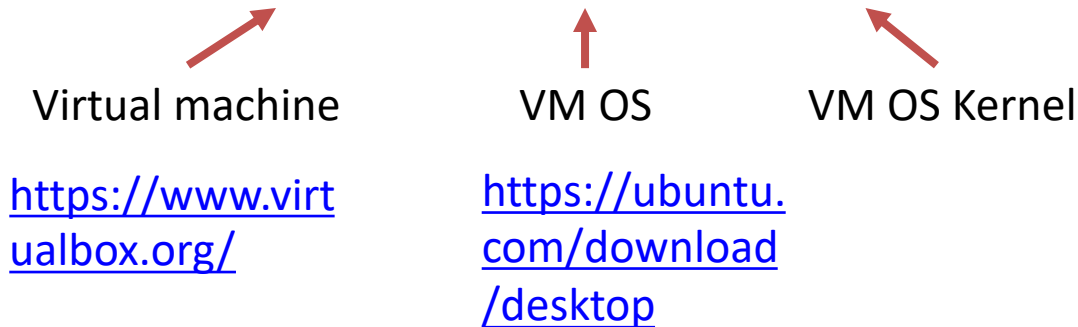 Virtual machine VM OS VM OS Kernel
https://www.virt
ualbox.org/
https://ubuntu.
com/download
/desktop